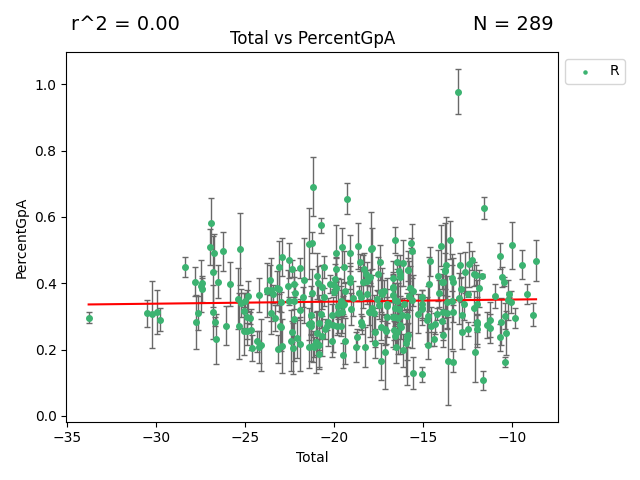 r^2 = 0.00
N = 289
Total vs PercentGpA
R
1.0
0.8
0.6
0.4
0.2
0.0
PercentGpA
−35
−30
−25
−20
−15
−10
Total